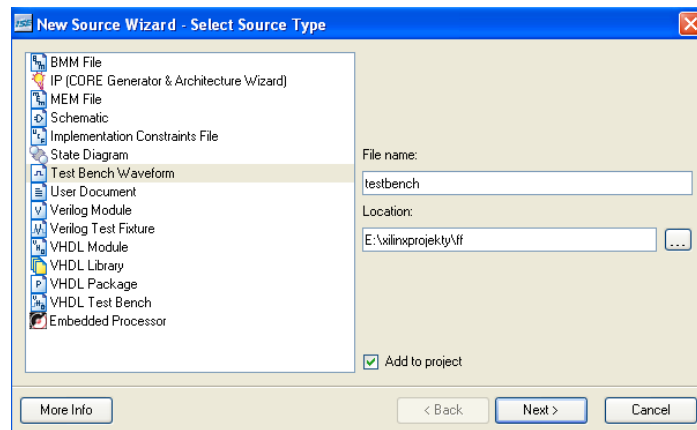 New Source Wizard - Select Source Type
BMM File
IP (CORE Generator & Architecture Wizard)
MEM File
Schematic
Implementation Constraints File
State Diagram
Test Bench Waveform
User Document
Verilog Module
Verilog Test Fixture
VHDL Module
VHDL Library
VHDL Package
VHDL Test Bench
Embedded Processor
File name:
testbench
Location:
E:\xilinxprojekty\ff
...
Add to project
More Info
< Back
Next >
Cancel